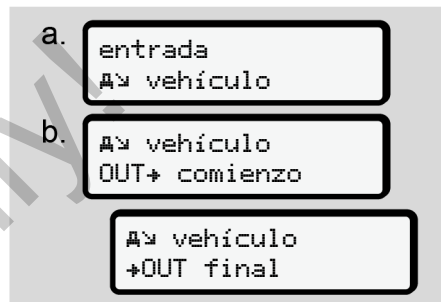 a.
entrada
vehículo
b.
vehículo
OUT→ comienzo
vehículo
→OUT final